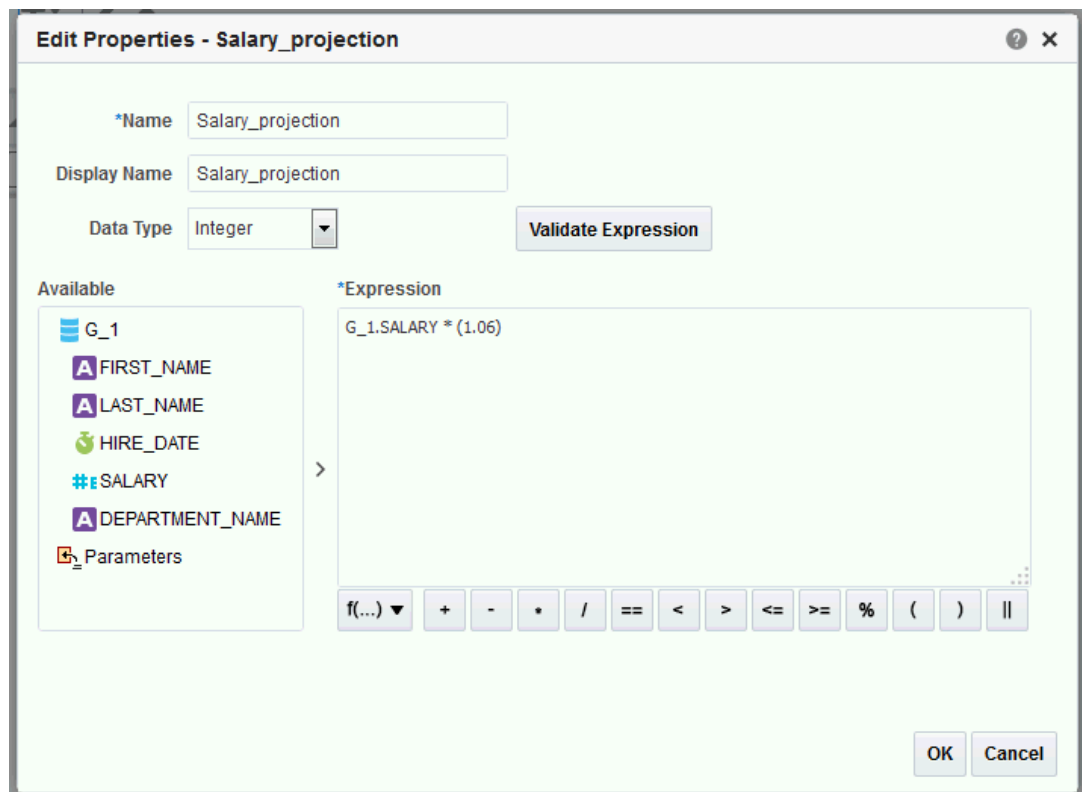 Edit Properties - Salary_projection
*Name Salary_projection
Display Name Salary_projection
Data Type Integer Validate Expression
Available *Expression
G_1 G_1.SALARY * (1.06)
A FIRST_NAME
A LAST_NAME
HIRE_DATE
#E SALARY
A DEPARTMENT_NAME
Parameters
f(...) + - * / == < > <= >= % ( ) ||
OK Cancel